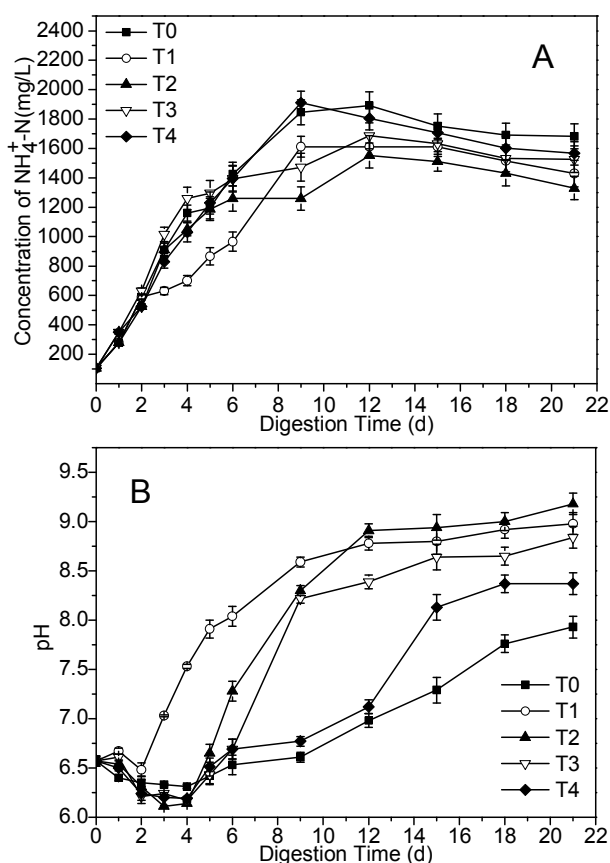 A
T0
T1
T2
T3
T4
Concentration of NH₄⁺-N(mg/L)
2400
2200
2000
1800
1600
1400
1200
1000
800
600
400
200
0 2 4 6 8 10 12 14 16 18 20 22
Digestion Time (d)
B
pH
9.5
9.0
8.5
8.0
7.5
7.0
6.5
6.0
T0
T1
T2
T3
T4
0 2 4 6 8 10 12 14 16 18 20 22
Digestion Time (d)